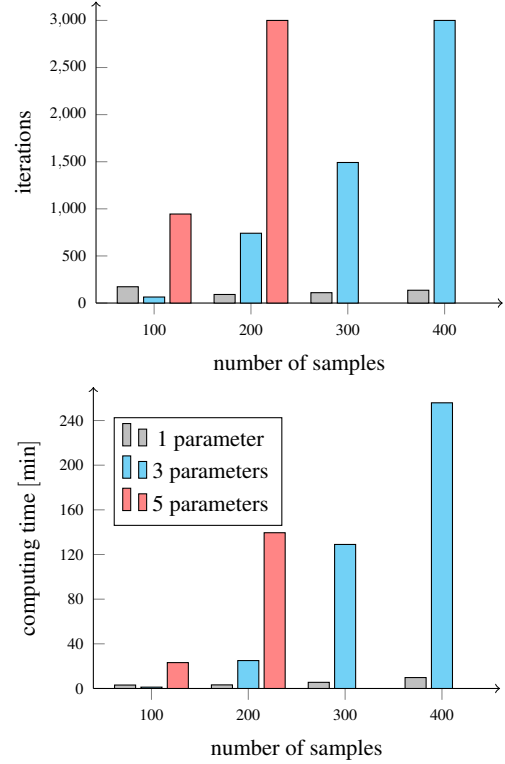 3,000
2,500
2,000
1,500
1,000
500
0
iterations
100 200 300 400
number of samples
240
200
160
120
80
40
0
computing time [min]
1 parameter
3 parameters
5 parameters
100 200 300 400
number of samples